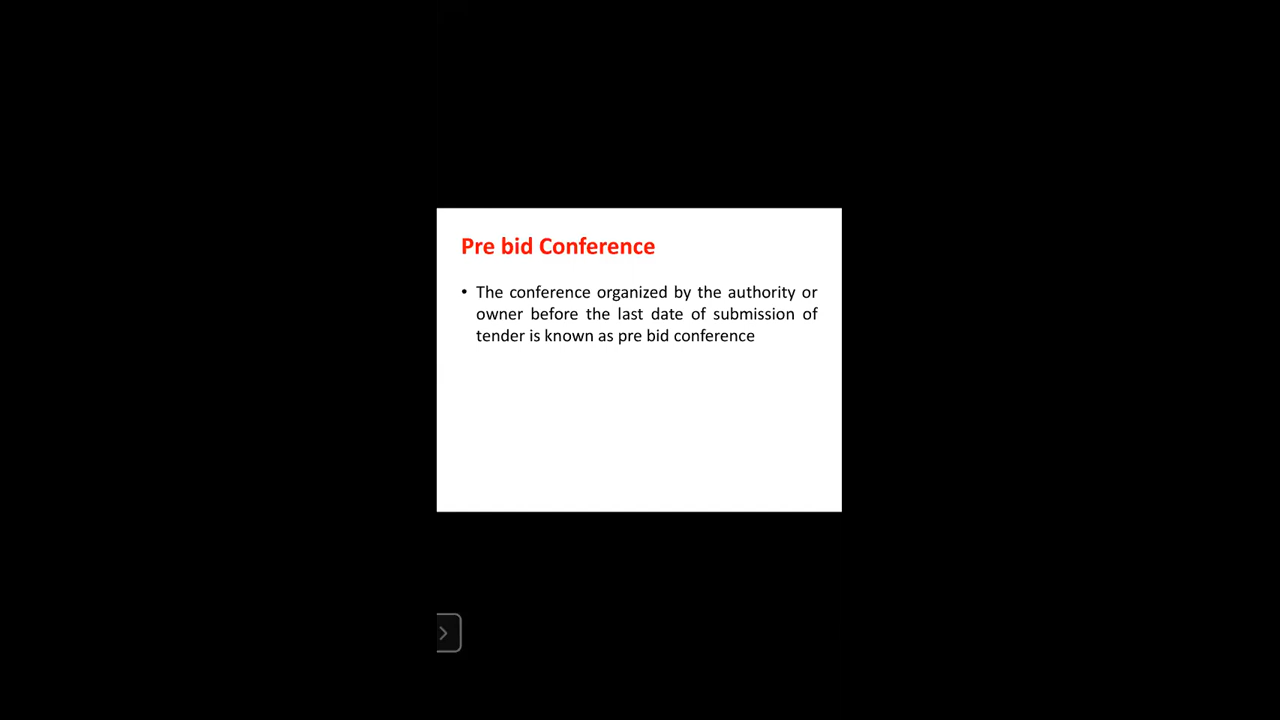 Pre bid Conference
• The conference organized by the authority or
owner before the last date of submission of
tender is known as pre bid conference